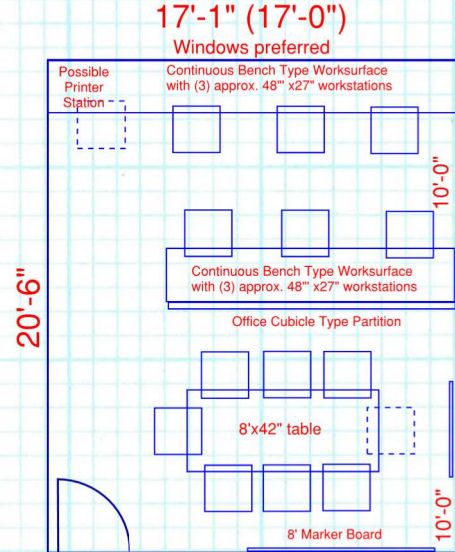 17'-1" (17'-0")
Windows preferred
Possible
Printer
Station
Continuous Bench Type Worksurface
with (3) approx. 48"' x27" workstations
10'-0"
20'-6"
Continuous Bench Type Worksurface
with (3) approx. 48"' x27" workstations
Office Cubicle Type Partition
8'x42" table
10'-0"
8' Marker Board